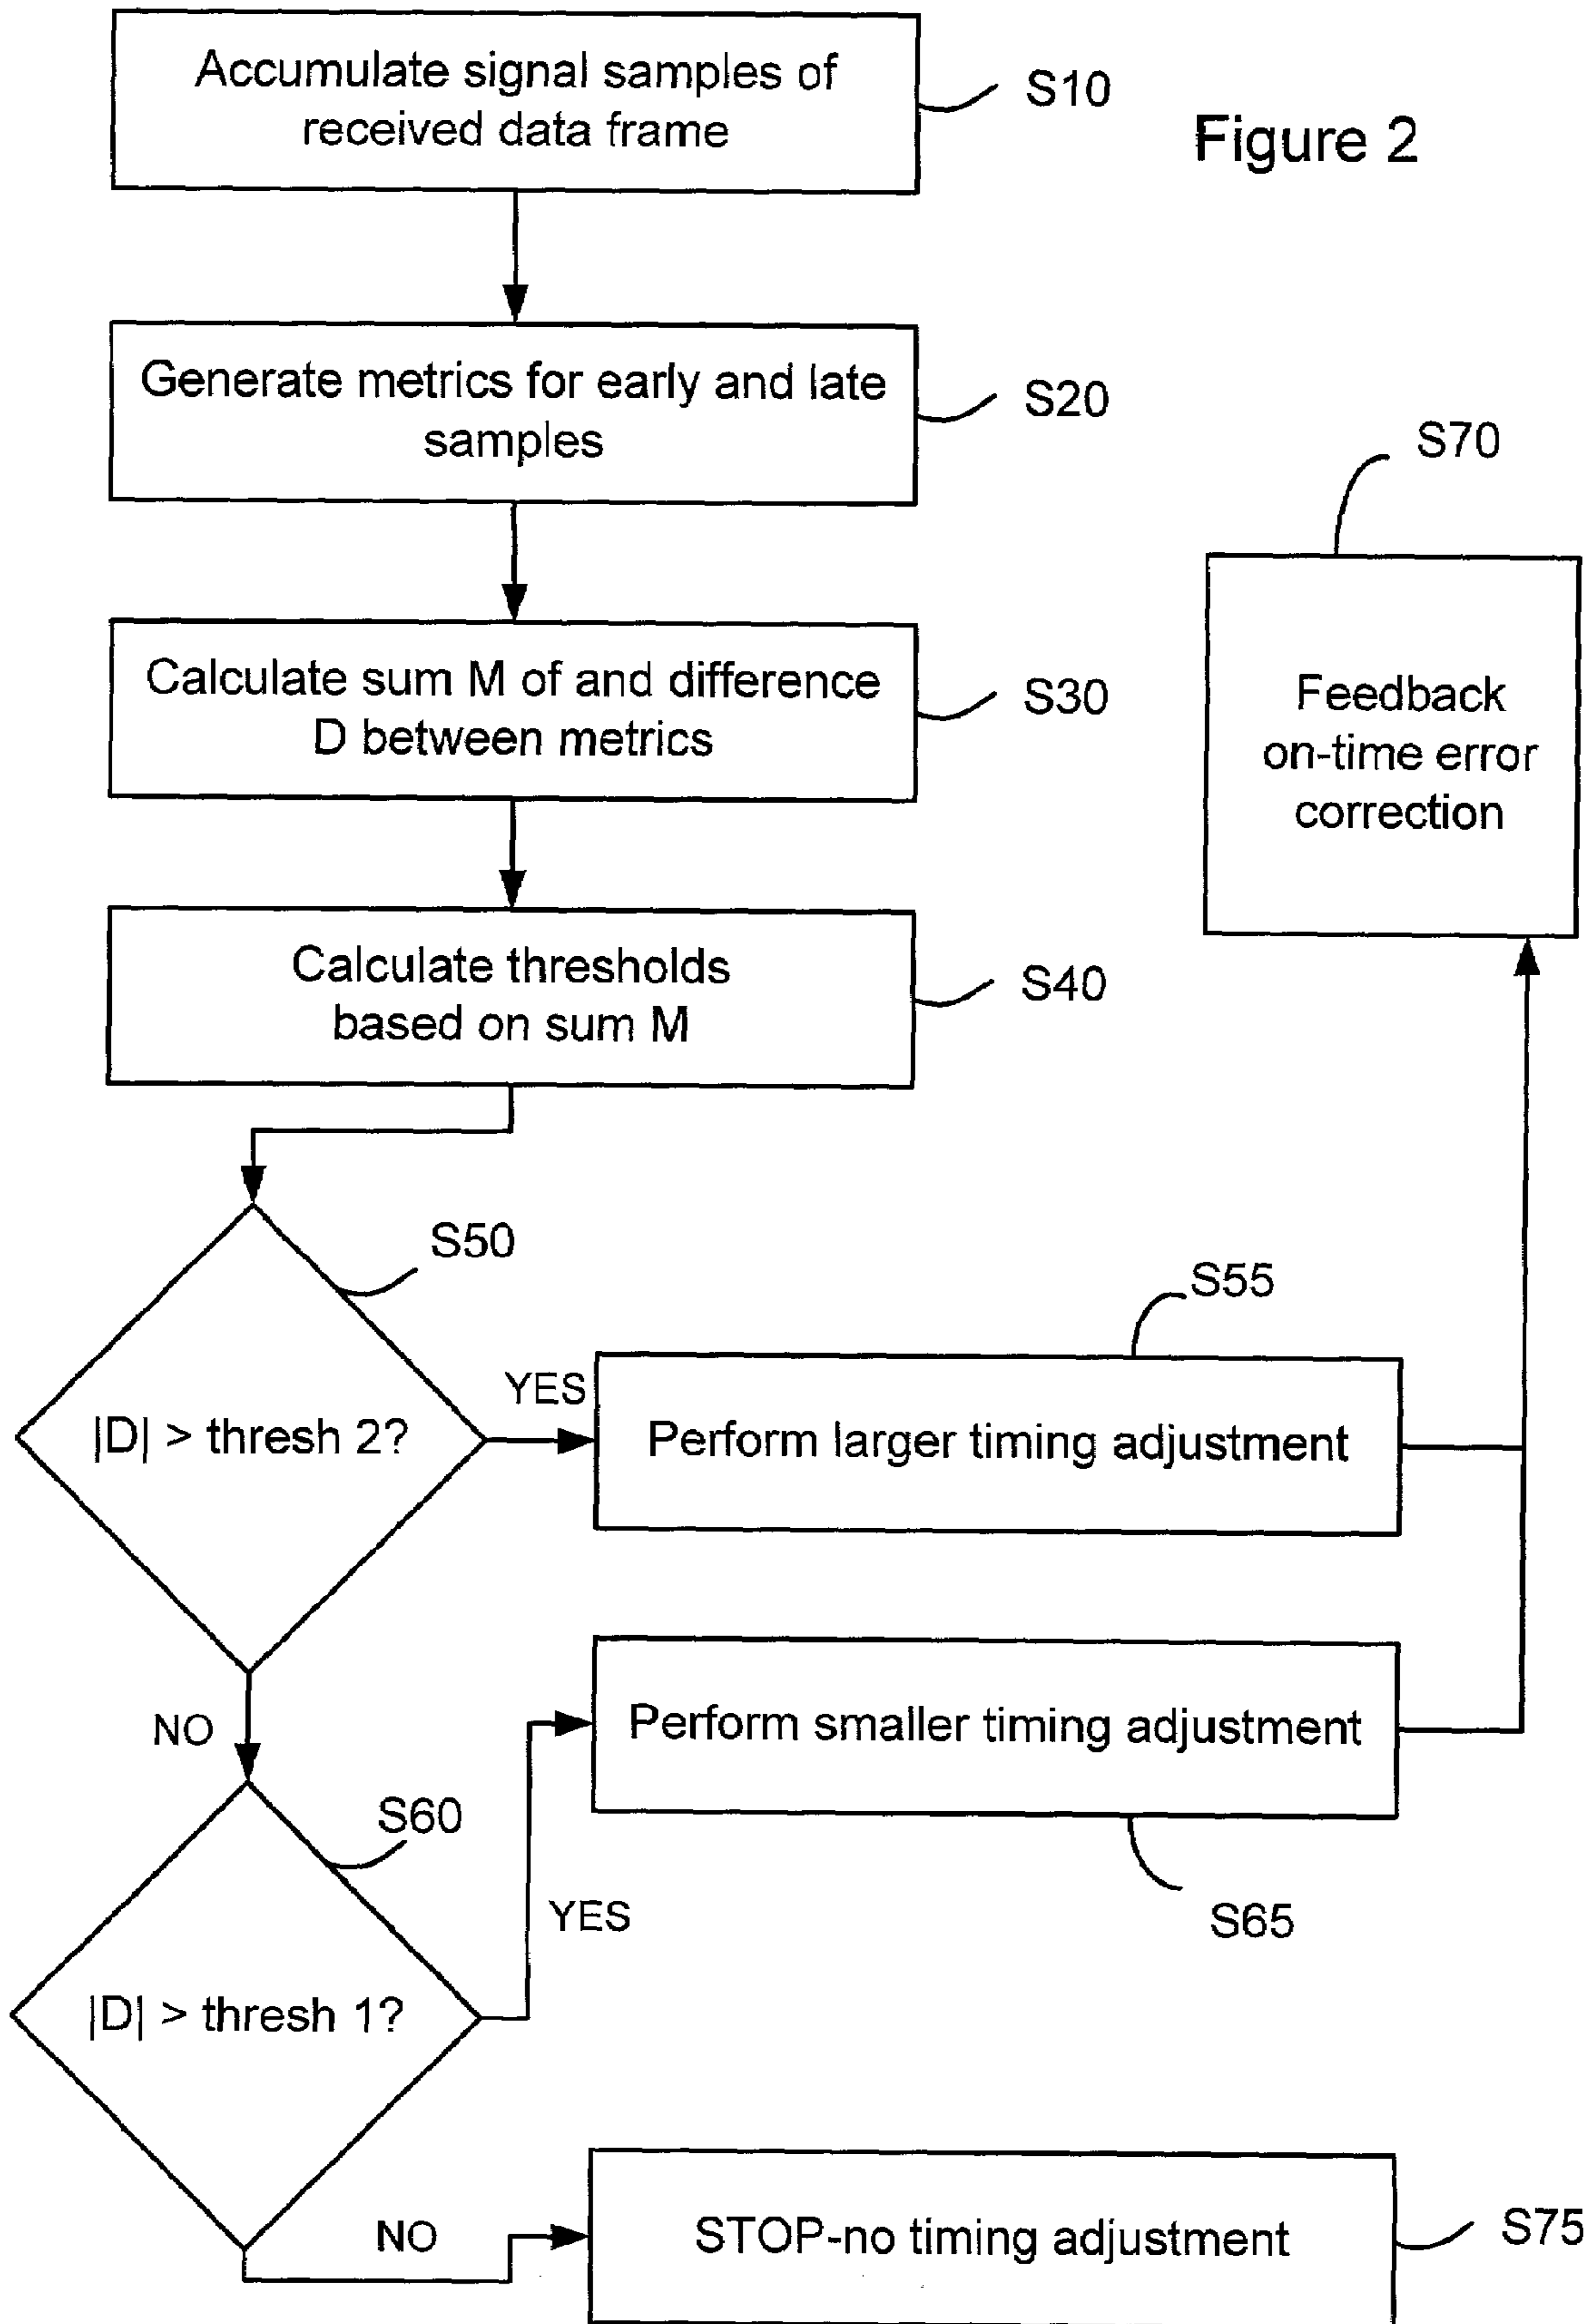 Accumulate signal samples of
received data frame
S10
Figure 2
Generate metrics for early and late
samples
S20
S70
Calculate sum M of and difference
D between metrics
S30
Feedback
on-time error
correction
Calculate thresholds
based on sum M
S40
S50
|D| > thresh 2?
YES
S55
Perform larger timing adjustment
NO
Perform smaller timing adjustment
S60
YES
S65
|D| > thresh 1?
NO
STOP-no timing adjustment
S75